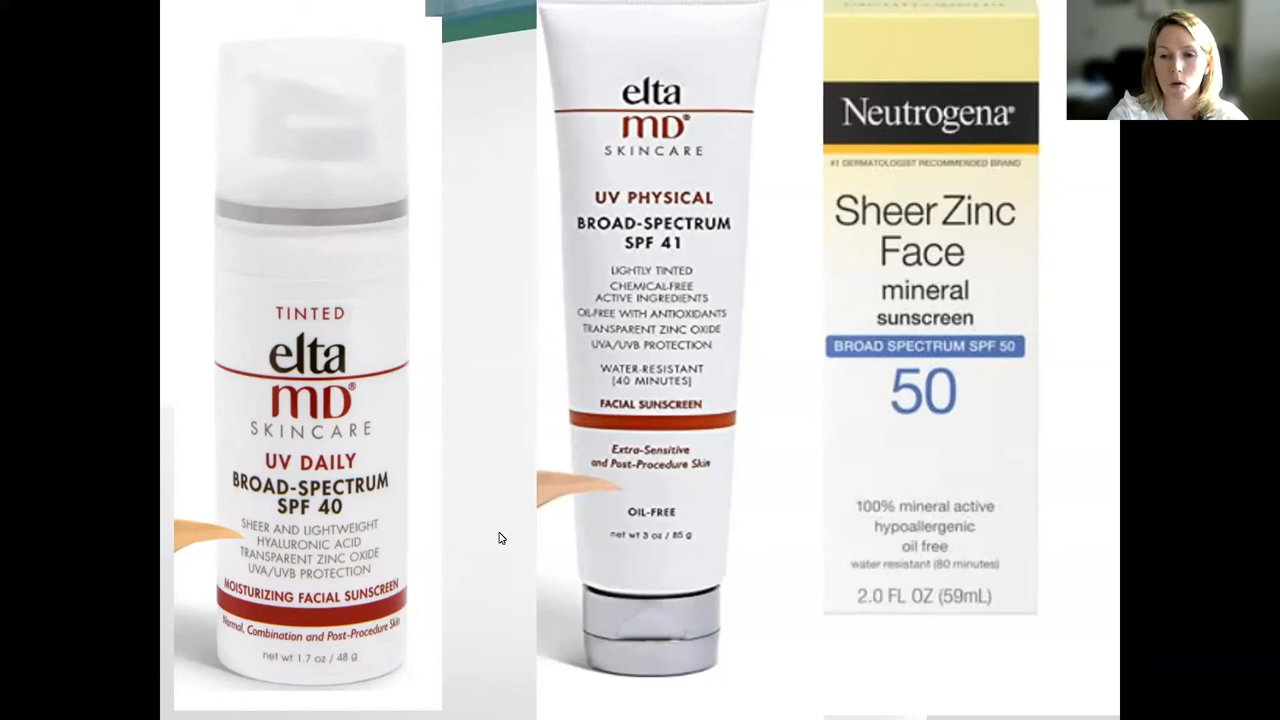 TINTED
elta
MD®
SKINCARE
UV DAILY
BROAD-SPECTRUM
SPF 40
SHEER AND LIGHTWEIGHT
HYALURONIC ACID
TRANSPARENT ZINC OXIDE
UVA/UVB PROTECTION
MOISTURIZING FACIAL SUNSCREEN
Normal, Combination and Post-Procedure Skin
net wt 1.7 oz / 48 g
elta
MD®
SKINCARE
UV PHYSICAL
BROAD-SPECTRUM
SPF 41
LIGHTLY TINTED
CHEMICAL-FREE
ACTIVE INGREDIENTS
OIL-FREE WITH ANTIOXIDANTS
TRANSPARENT ZINC OXIDE
UVA/UVB PROTECTION
WATER-RESISTANT
(40 MINUTES)
FACIAL SUNSCREEN
Extra-Sensitive
and Post-Procedure Skin
OIL-FREE
net wt 3 oz / 85 g
Neutrogena®
#1 DERMATOLOGIST RECOMMENDED BRAND
Sheer Zinc
Face
mineral
sunscreen
BROAD SPECTRUM SPF 50
50
100% mineral active
hypoallergenic
oil free
water resistant (80 minutes)
2.0 FL OZ (59mL)